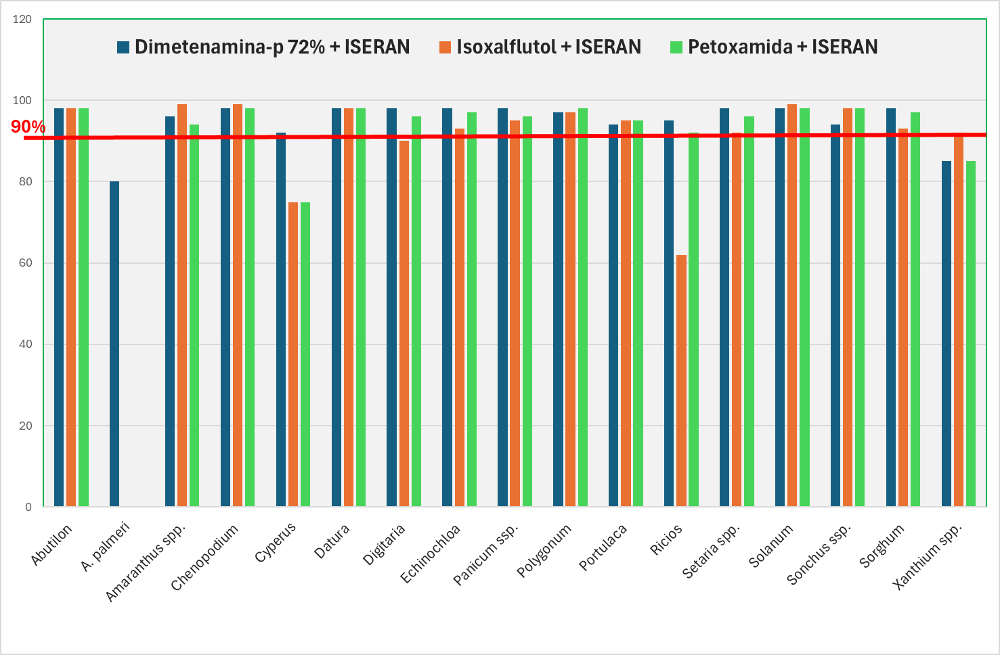 120
Dimetenamina-p 72% + ISERAN Isoxalflutol + ISERAN Petoxamida + ISERAN
100
90%
80
60
40
20
0
Abutilon
A. palmeri
Amaranthus spp.
Chenopodium
Cyperus
Datura
Digitaria
Echinochloa
Panicum ssp.
Polygonum
Portulaca
Ricios
Setaria spp.
Solanum
Sonchus ssp.
Sorghum
Xanthium spp.